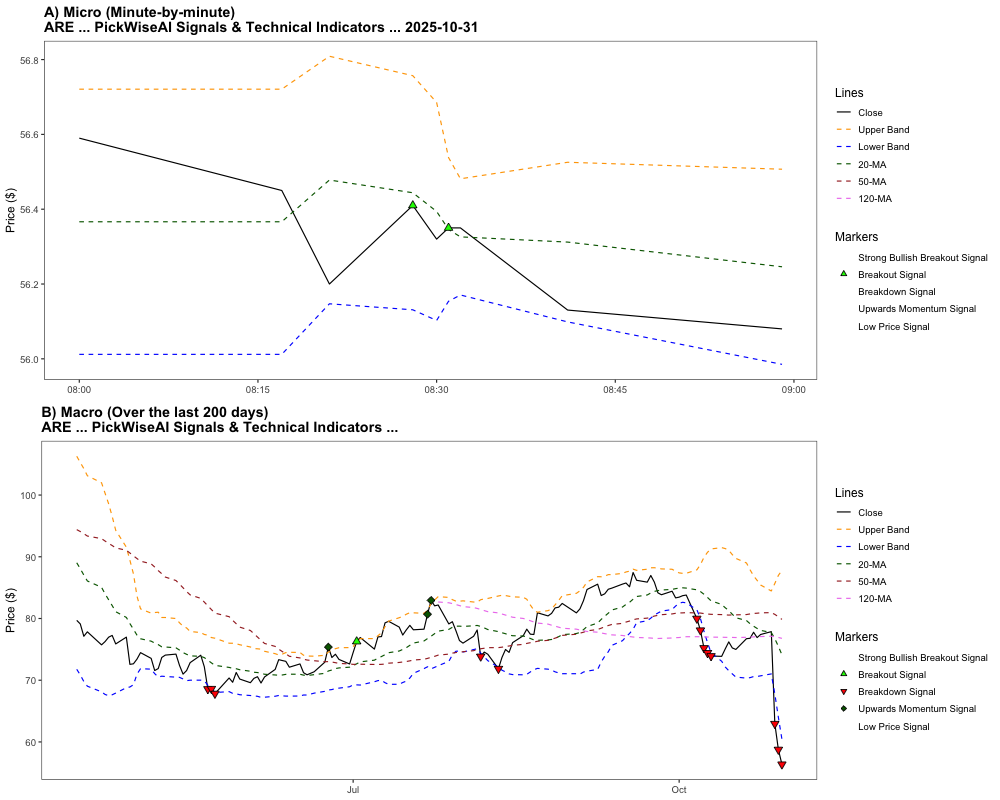 A) Micro (Minute-by-minute)
ARE ... PickWiseAI Signals & Technical Indicators ... 2025-10-31
Price ($)
56.8
56.6
56.4
56.2
56.0
08:00
08:15
08:30
08:45
09:00
Lines
Close
Upper Band
Lower Band
20-MA
50-MA
120-MA
Markers
Strong Bullish Breakout Signal
Breakout Signal
Breakdown Signal
Upwards Momentum Signal
Low Price Signal
B) Macro (Over the last 200 days)
ARE ... PickWiseAI Signals & Technical Indicators ...
Price ($)
100
90
80
70
60
Jul
Oct
Lines
Close
Upper Band
Lower Band
20-MA
50-MA
120-MA
Markers
Strong Bullish Breakout Signal
Breakout Signal
Breakdown Signal
Upwards Momentum Signal
Low Price Signal